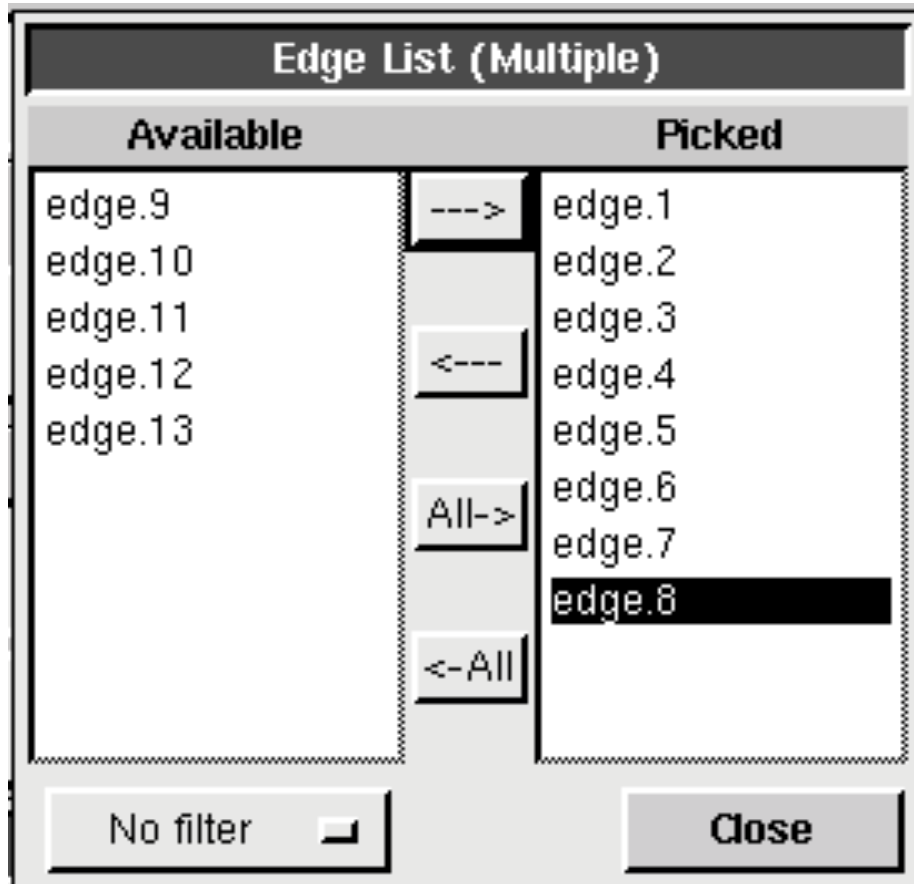 Edge List (Multiple)
Available Picked
edge.9
edge.10
edge.11
edge.12
edge.13
--->
<---
All->
<-All
edge.1
edge.2
edge.3
edge.4
edge.5
edge.6
edge.7
edge.8
No filter
Close